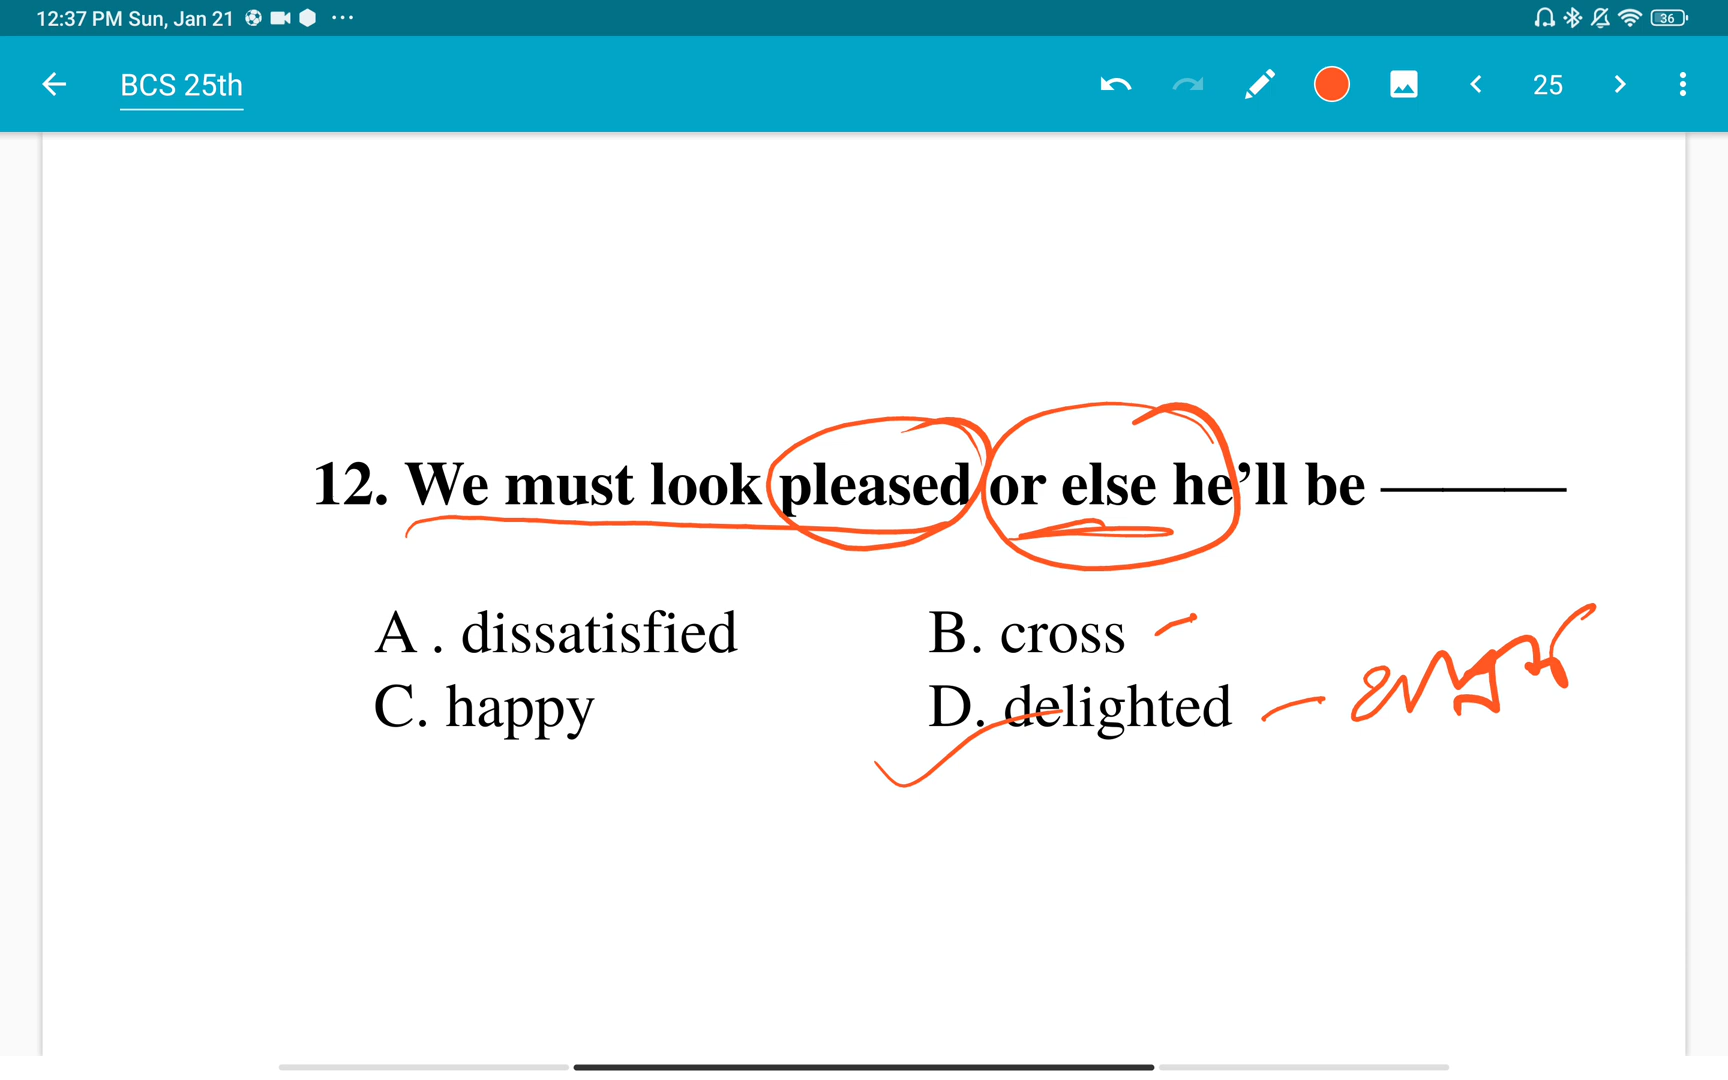 12:37 PM Sun, Jan 21
36
BCS 25th
25
12. We must look pleased or else he’ll be ———
A . dissatisfied B. cross
C. happy D. delighted